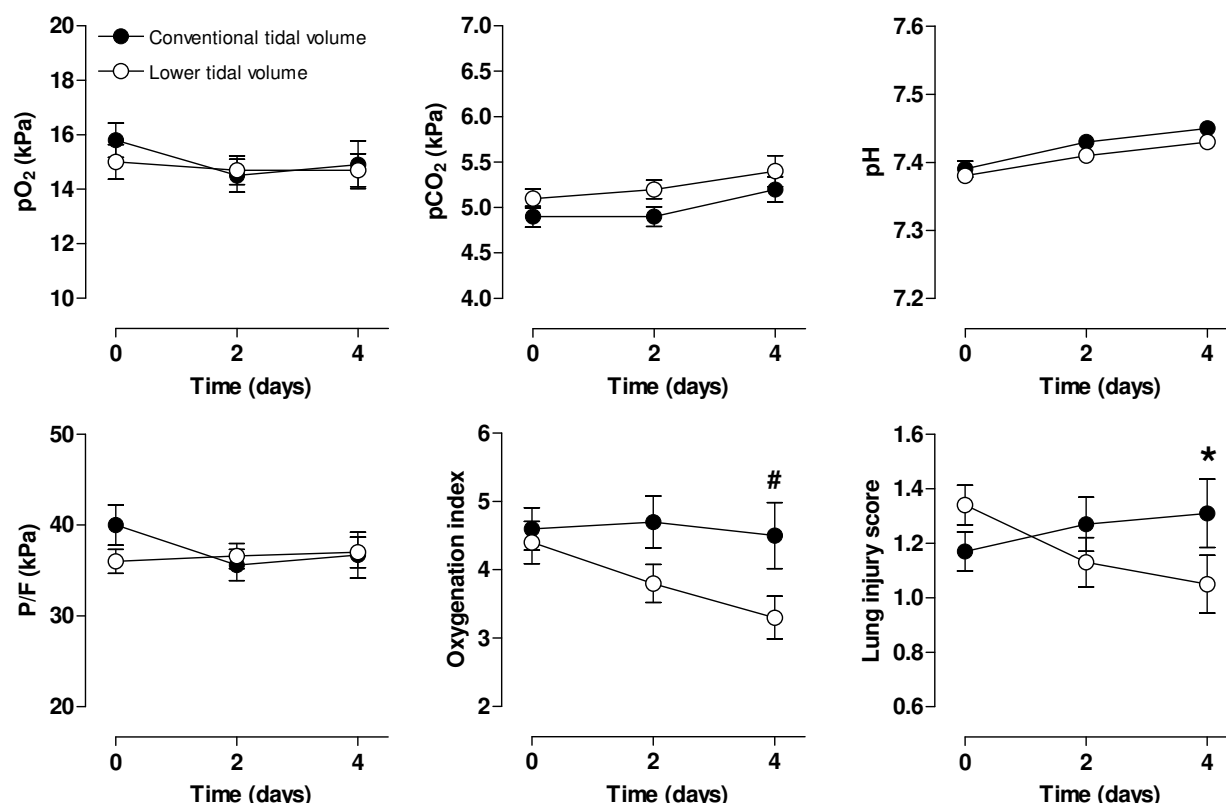 Conventional tidal volume
Lower tidal volume
20
18
16
14
12
10
pO₂ (kPa)
0 2 4
Time (days)
7.0
6.5
6.0
5.5
5.0
4.5
4.0
pCO₂ (kPa)
0 2 4
Time (days)
7.6
7.5
7.4
7.3
7.2
pH
0 2 4
Time (days)
50
40
30
20
P/F (kPa)
0 2 4
Time (days)
6
5
4
3
2
Oxygenation index
#
0 2 4
Time (days)
1.6
1.4
1.2
1.0
0.8
0.6
Lung injury score
*
0 2 4
Time (days)